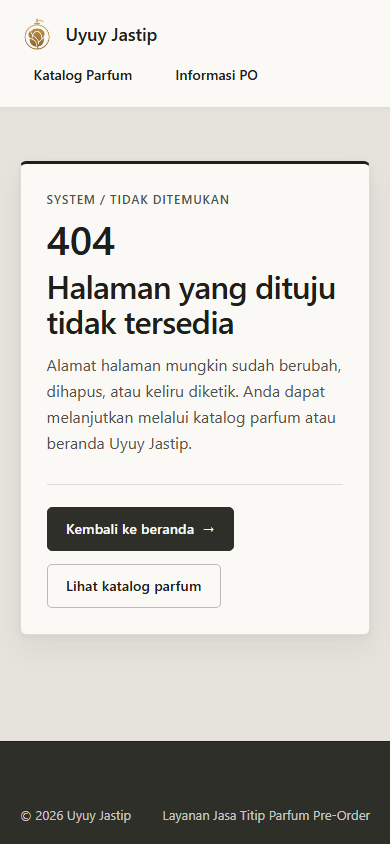 Uyuy Jastip
Katalog Parfum Informasi PO
SYSTEM / TIDAK DITEMUKAN
404
Halaman yang dituju
tidak tersedia
Alamat halaman mungkin sudah berubah,
dihapus, atau keliru diketik. Anda dapat
melanjutkan melalui katalog parfum atau
beranda Uyuy Jastip.
Kembali ke beranda →
Lihat katalog parfum
© 2026 Uyuy Jastip Layanan Jasa Titip Parfum Pre-Order